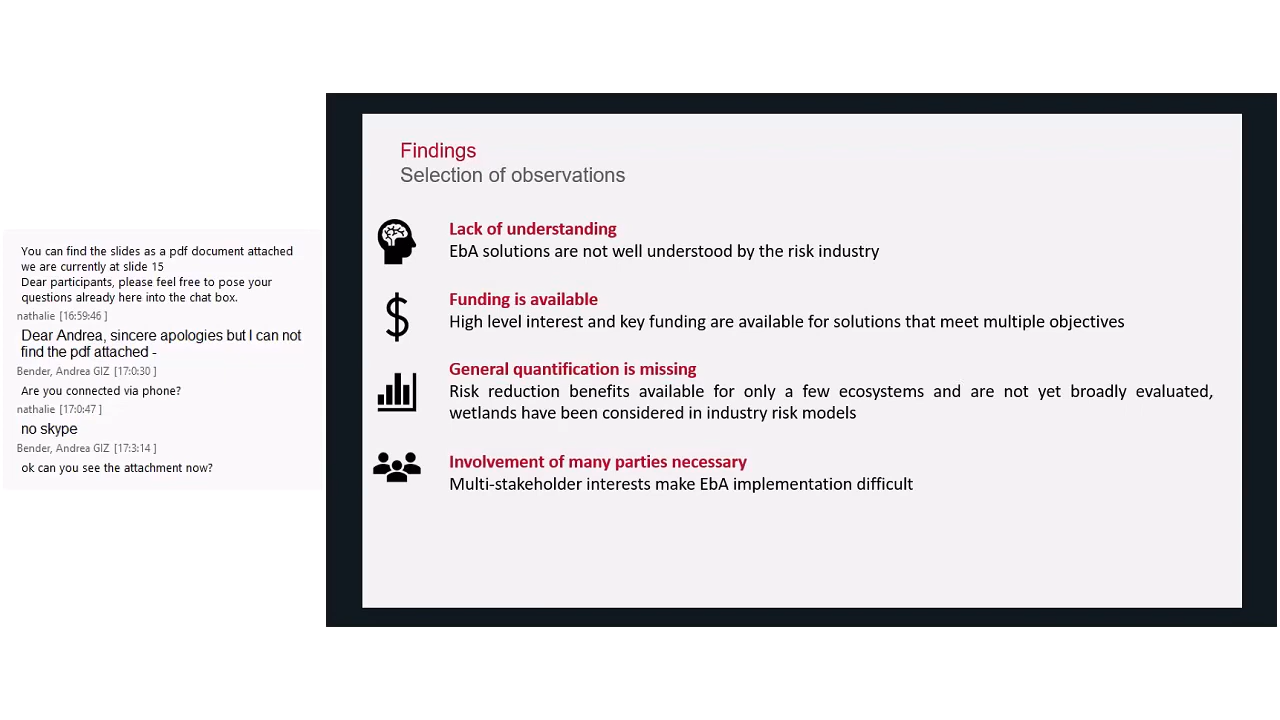 You can find the slides as a pdf document attached
we are currently at slide 15
Dear participants, please feel free to pose your
questions already here into the chat box.
nathalie [16:59:46 ]
Dear Andrea, sincere apologies but I can not
find the pdf attached -
Bender, Andrea GIZ [17:0:30 ]
Are you connected via phone?
nathalie [17:0:47 ]
no skype
Bender, Andrea GIZ [17:3:14 ]
ok can you see the attachment now?
Findings
Selection of observations
Lack of understanding
EbA solutions are not well understood by the risk industry
Funding is available
High level interest and key funding are available for solutions that meet multiple objectives
General quantification is missing
Risk reduction benefits available for only a few ecosystems and are not yet broadly evaluated,
wetlands have been considered in industry risk models
Involvement of many parties necessary
Multi-stakeholder interests make EbA implementation difficult